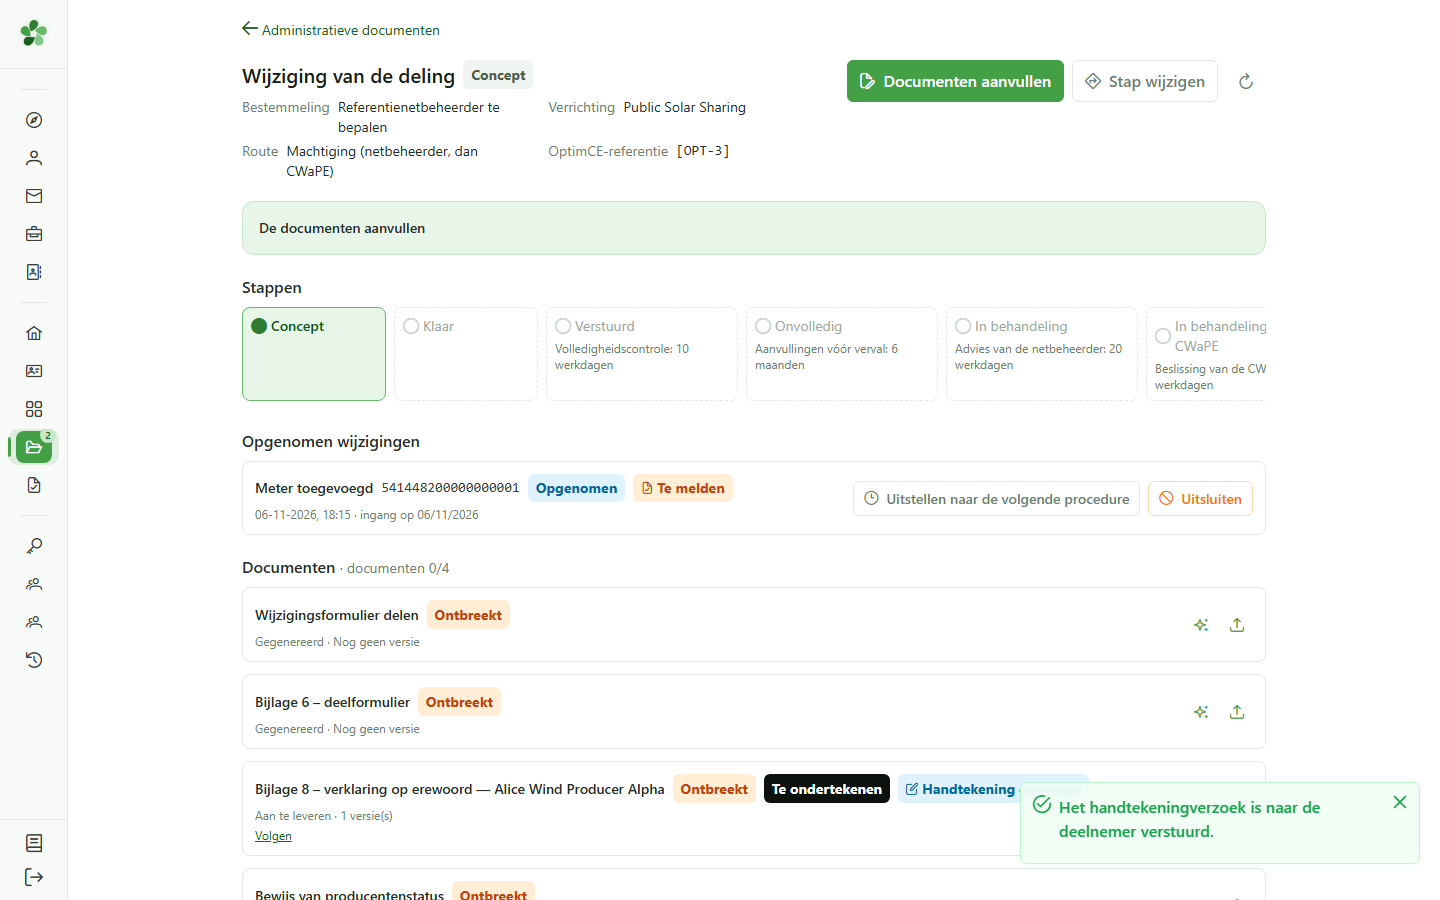 Administratieve documenten
Wijziging van de deling
Concept
Documenten aanvullen
Stap wijzigen
Bestemmeling
Referentienetbeheerder te
bepalen
Verrichting
Public Solar Sharing
Route
Machtiging (netbeheerder, dan
CWaPE)
OptimCE-referentie
[OPT-3]
De documenten aanvullen
Stappen
Concept
Klaar
Verstuurd
Volledigheidscontrole: 10
werkdagen
Onvolledig
Aanvullingen vóór verval: 6
maanden
In behandeling
Advies van de netbeheerder: 20
werkdagen
In behandeling
CWaPE
Beslissing van de CW
werkdagen
2
Opgenomen wijzigingen
Meter toegevoegd 541448200000000001 Opgenomen Te melden
06-11-2026, 18:15 · ingang op 06/11/2026
Uitstellen naar de volgende procedure
Uitsluiten
Documenten · documenten 0/4
Wijzigingsformulier delen Ontbreekt
Gegenereerd · Nog geen versie
Bijlage 6 – deelformulier Ontbreekt
Gegenereerd · Nog geen versie
Bijlage 8 – verklaring op erewoord — Alice Wind Producer Alpha Ontbreekt Te ondertekenen Handtekening
Aan te leveren · 1 versie(s)
Volgen
Het handtekeningverzoek is naar de
deelnemer verstuurd.
Bewijs van producentenstatus Ontbreekt